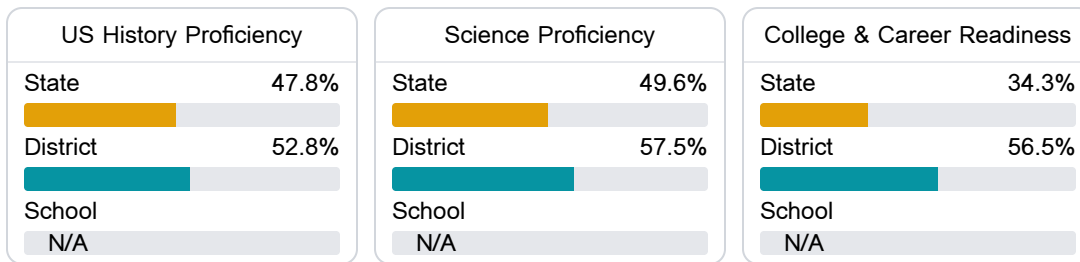 US History Proficiency
State 47.8%
District 52.8%
School
N/A
Science Proficiency
State 49.6%
District 57.5%
School
N/A
College & Career Readiness
State 34.3%
District 56.5%
School
N/A